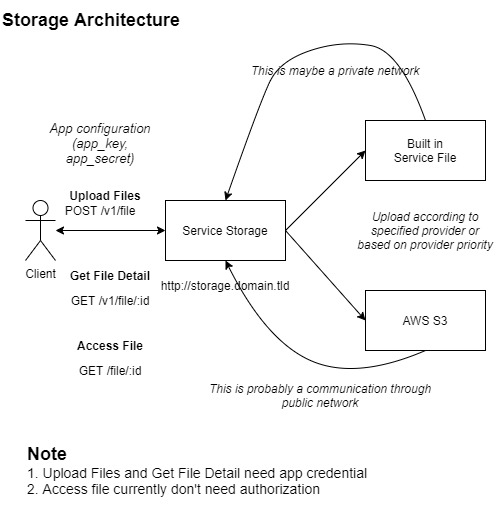 Storage Architecture
This is maybe a private network
App configuration
(app_key,
app_secret)
Built in
Service File
Upload Files
POST /v1/file
Service Storage
Upload according to
specified provider or
based on provider priority
Client
Get File Detail
GET /v1/file/:id
http://storage.domain.tld
AWS S3
Access File
GET /file/:id
This is probably a communication through
public network
Note
1. Upload Files and Get File Detail need app credential
2. Access file currently don't need authorization